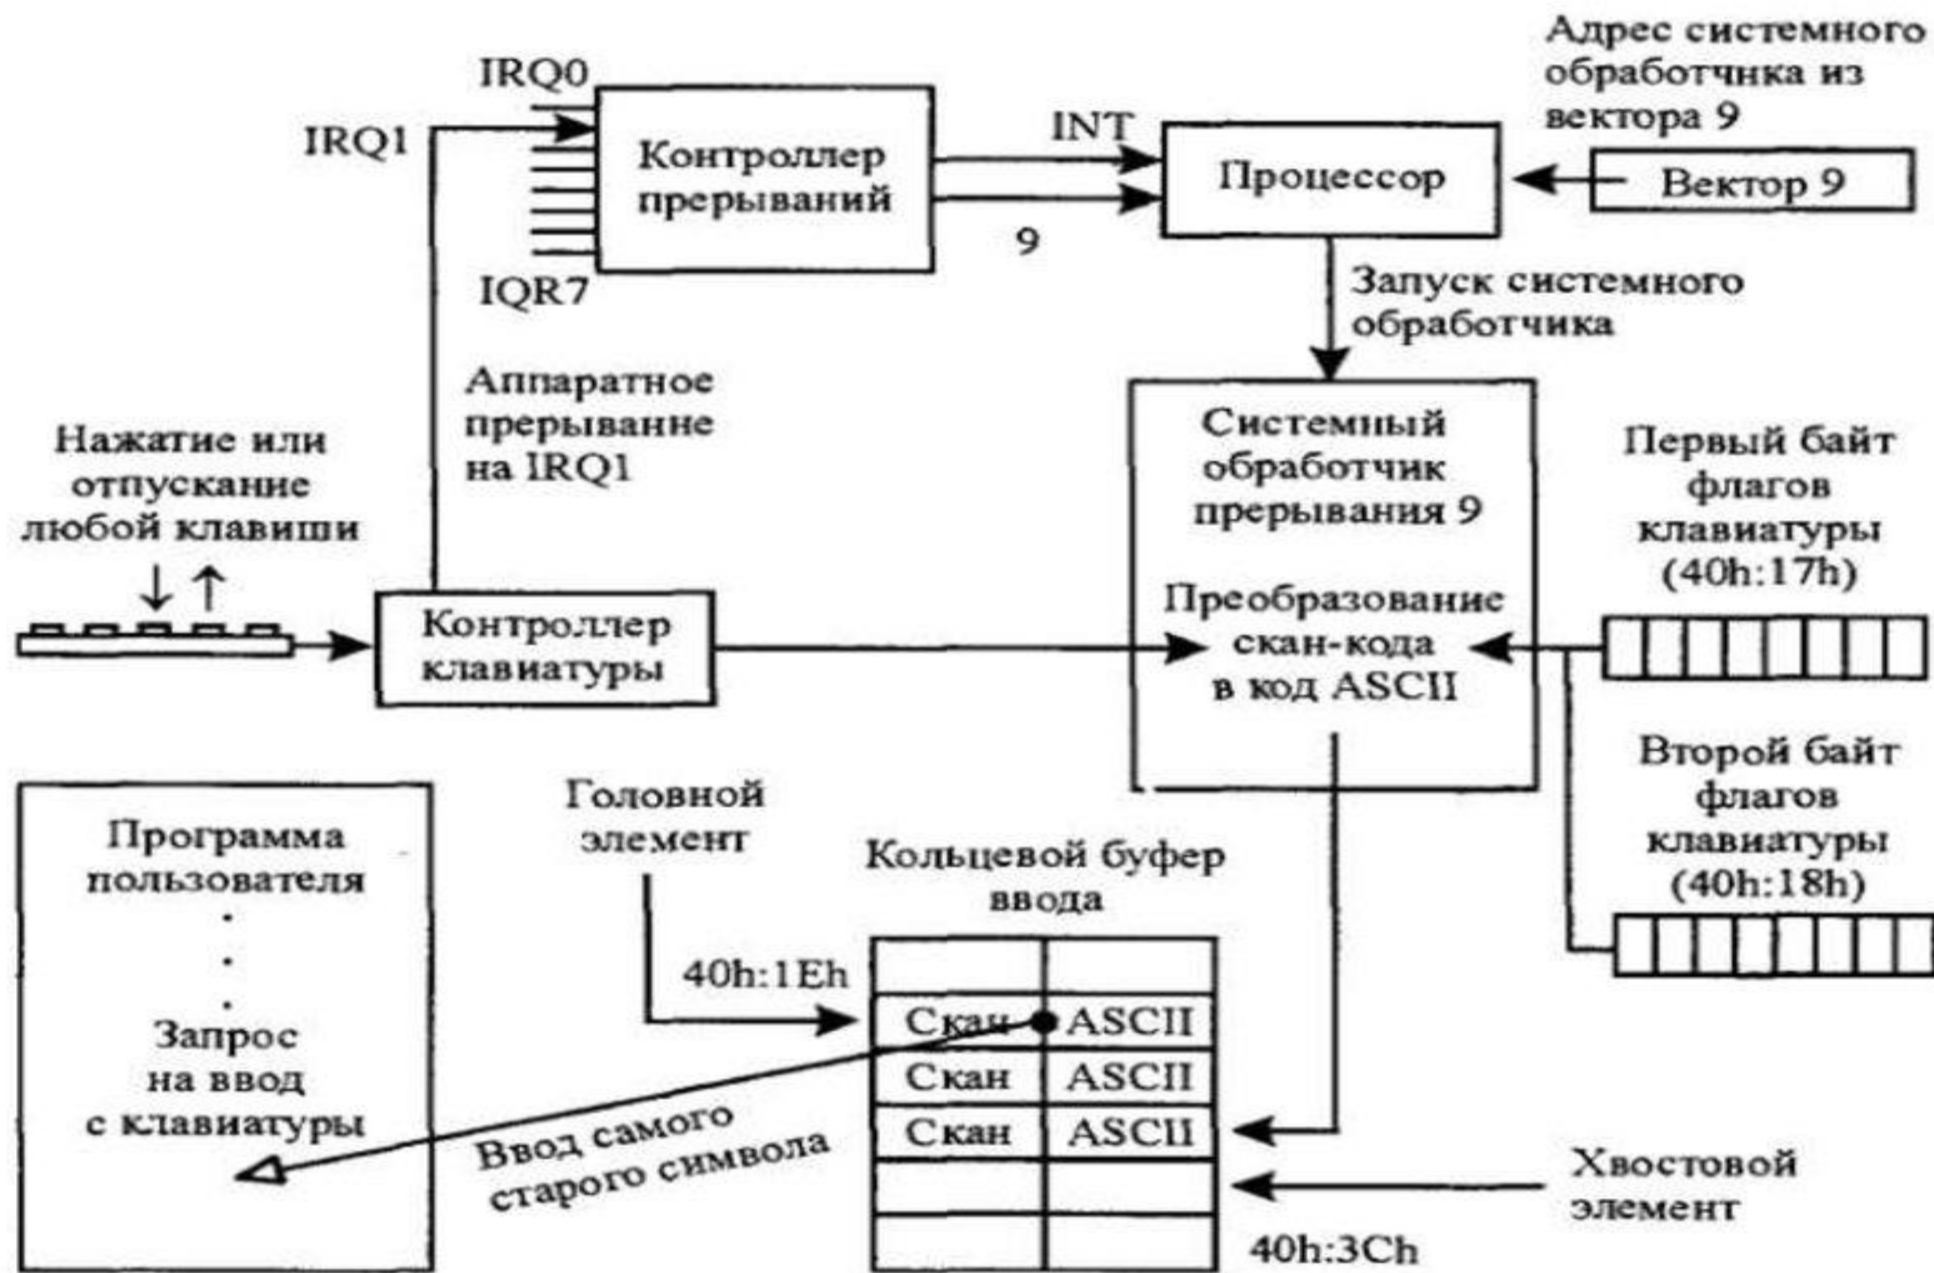 Адрес системного
обработчика из
вектора 9
IRQ0
IRQ1
INT
Контроллер
прерываний
Процессор
Вектор 9
9
IQR7
Запуск системного
обработчика
Аппаратное
прерывание
на IRQ1
Нажатие или
отпускание
любой клавиши
Системный
обработчик
прерывания 9
Первый байт
флагов
клавиатуры
(40h:17h)
Контроллер
клавиатуры
Преобразование
скан-кода
в код ASCII
Второй байт
флагов
клавиатуры
(40h:18h)
Головной
элемент
Программа
пользователя
.
.
.
Запрос
на ввод
с клавиатуры
Кольцевой буфер
ввода
40h:1Eh
Скан ASCII
Скан ASCII
Скан ASCII
Ввод самого
старого символа
Хвостовой
элемент
40h:3Ch